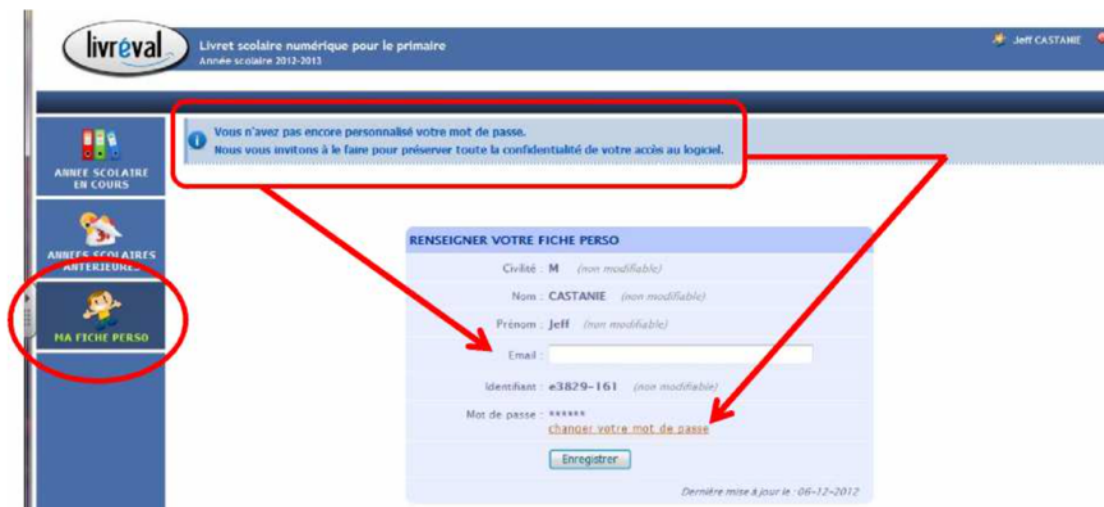 livréval
Livret scolaire numérique pour le primaire
Année scolaire 2012-2013
Jeff CASTANIE
Vous n'avez pas encore personnalisé votre mot de passe.
Nous vous invitons à le faire pour préserver toute la confidentialité de votre accès au logiciel.
ANNEE SCOLAIRE
EN COURS
ANNEES SCOLAIRES
ANTERIEURES
MA FICHE PERSO
RENSEIGNER VOTRE FICHE PERSO
Civilité : M (non modifiable)
Nom : CASTANIE (non modifiable)
Prénom : Jeff (non modifiable)
Email :
Identifiant : e3829-161 (non modifiable)
Mot de passe : ******
changer votre mot de passe
Enregistrer
Dernière mise à jour le : 06-12-2012